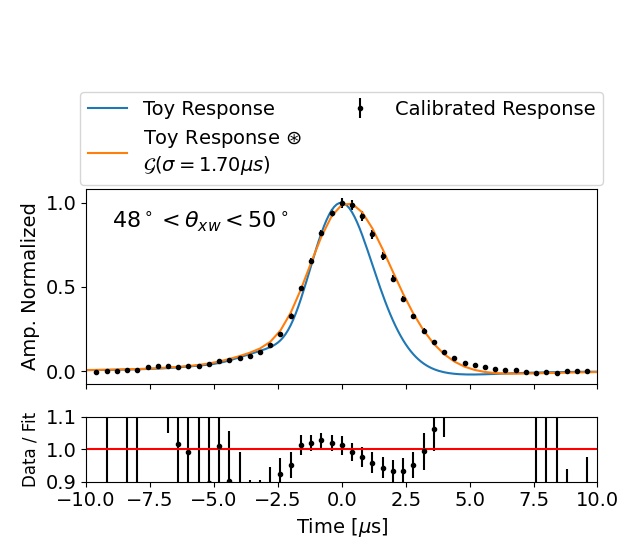 Toy Response
Calibrated Response
Toy Response ⊛
𝒢(σ = 1.70μs)
1.0
48° < θxw < 50°
0.5
0.0
Amp. Normalized
1.1
1.0
0.9
Data / Fit
−10.0 −7.5 −5.0 −2.5 0.0 2.5 5.0 7.5 10.0
Time [μs]